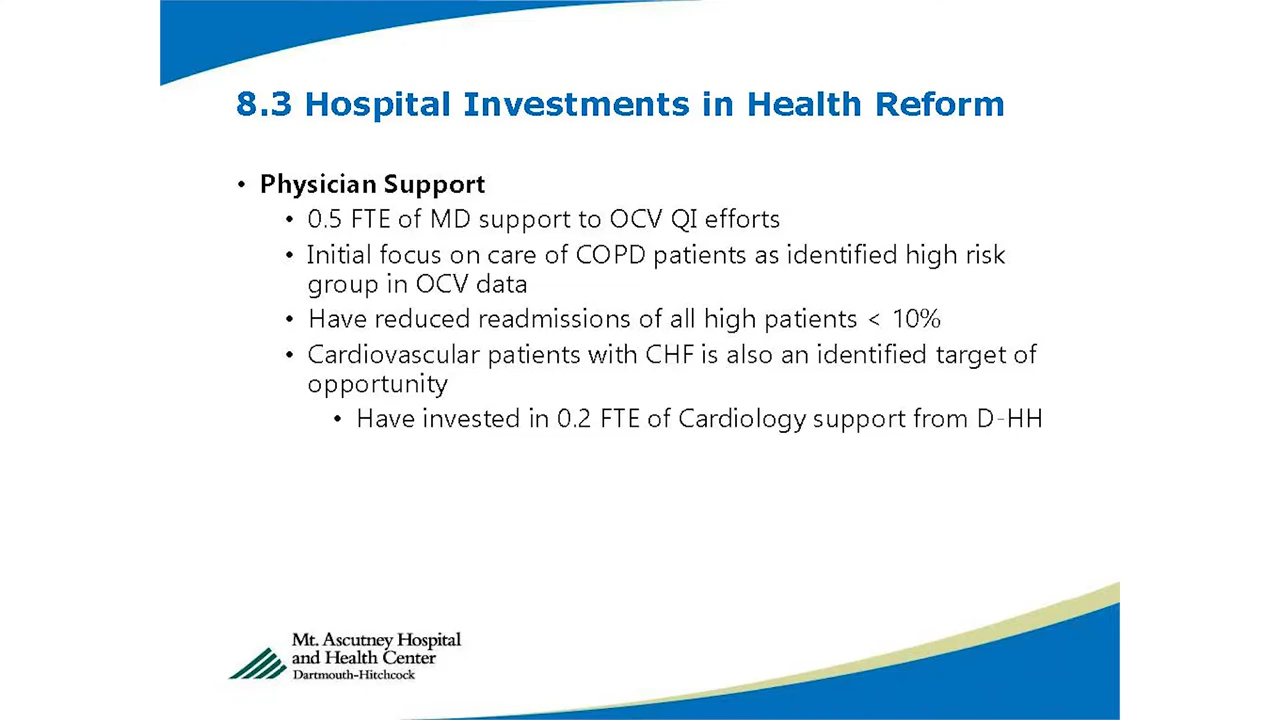 8.3 Hospital Investments in Health Reform
• Physician Support
• 0.5 FTE of MD support to OCV QI efforts
• Initial focus on care of COPD patients as identified high risk
group in OCV data
• Have reduced readmissions of all high patients < 10%
• Cardiovascular patients with CHF is also an identified target of
opportunity
• Have invested in 0.2 FTE of Cardiology support from D-HH
Mt. Ascutney Hospital
and Health Center
Dartmouth-Hitchcock